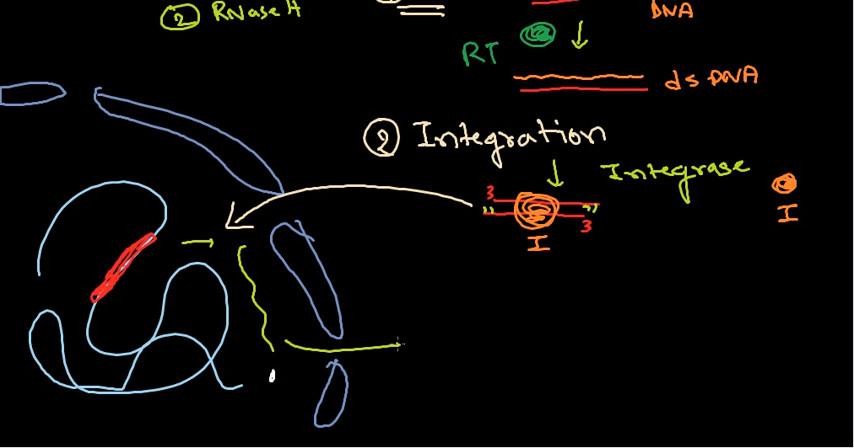 ② RNase H
DNA
RT
ds DNA
② Integration
Integrase
3
" "
3
I
I